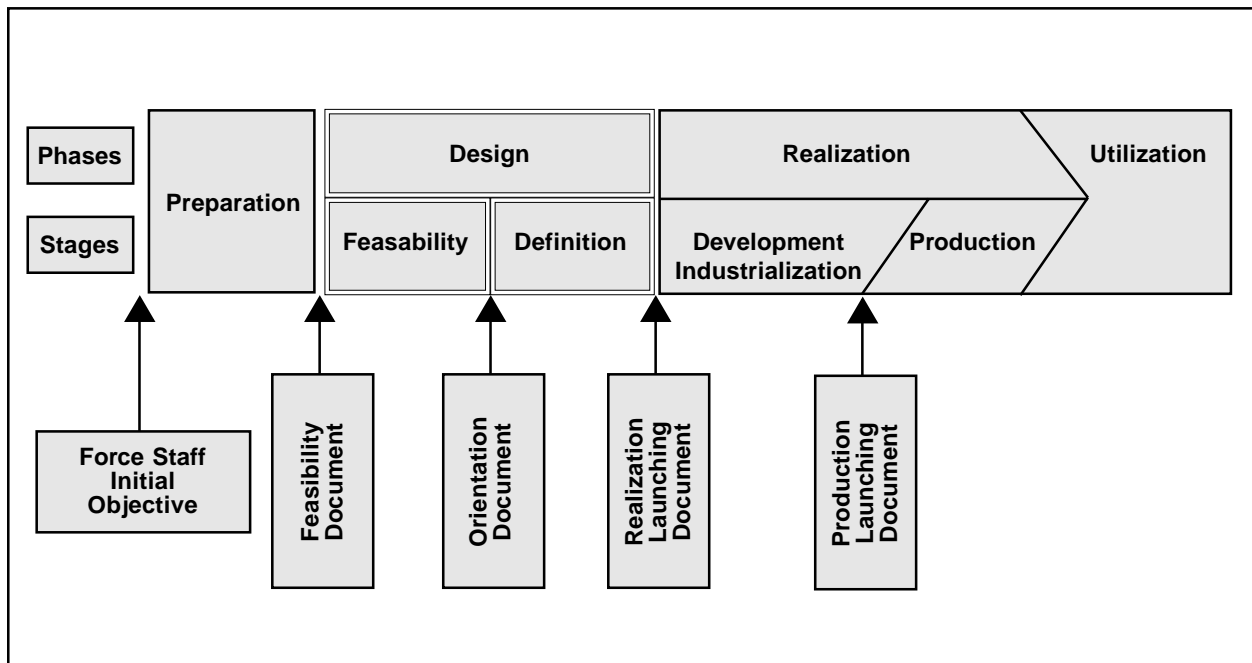 Phases
Stages
Preparation
Design
Feasability
Definition
Realization
Development
Industrialization
Production
Utilization
Force Staff
Initial
Objective
Feasibility
Document
Orientation
Document
Realization
Launching
Document
Production
Launching
Document